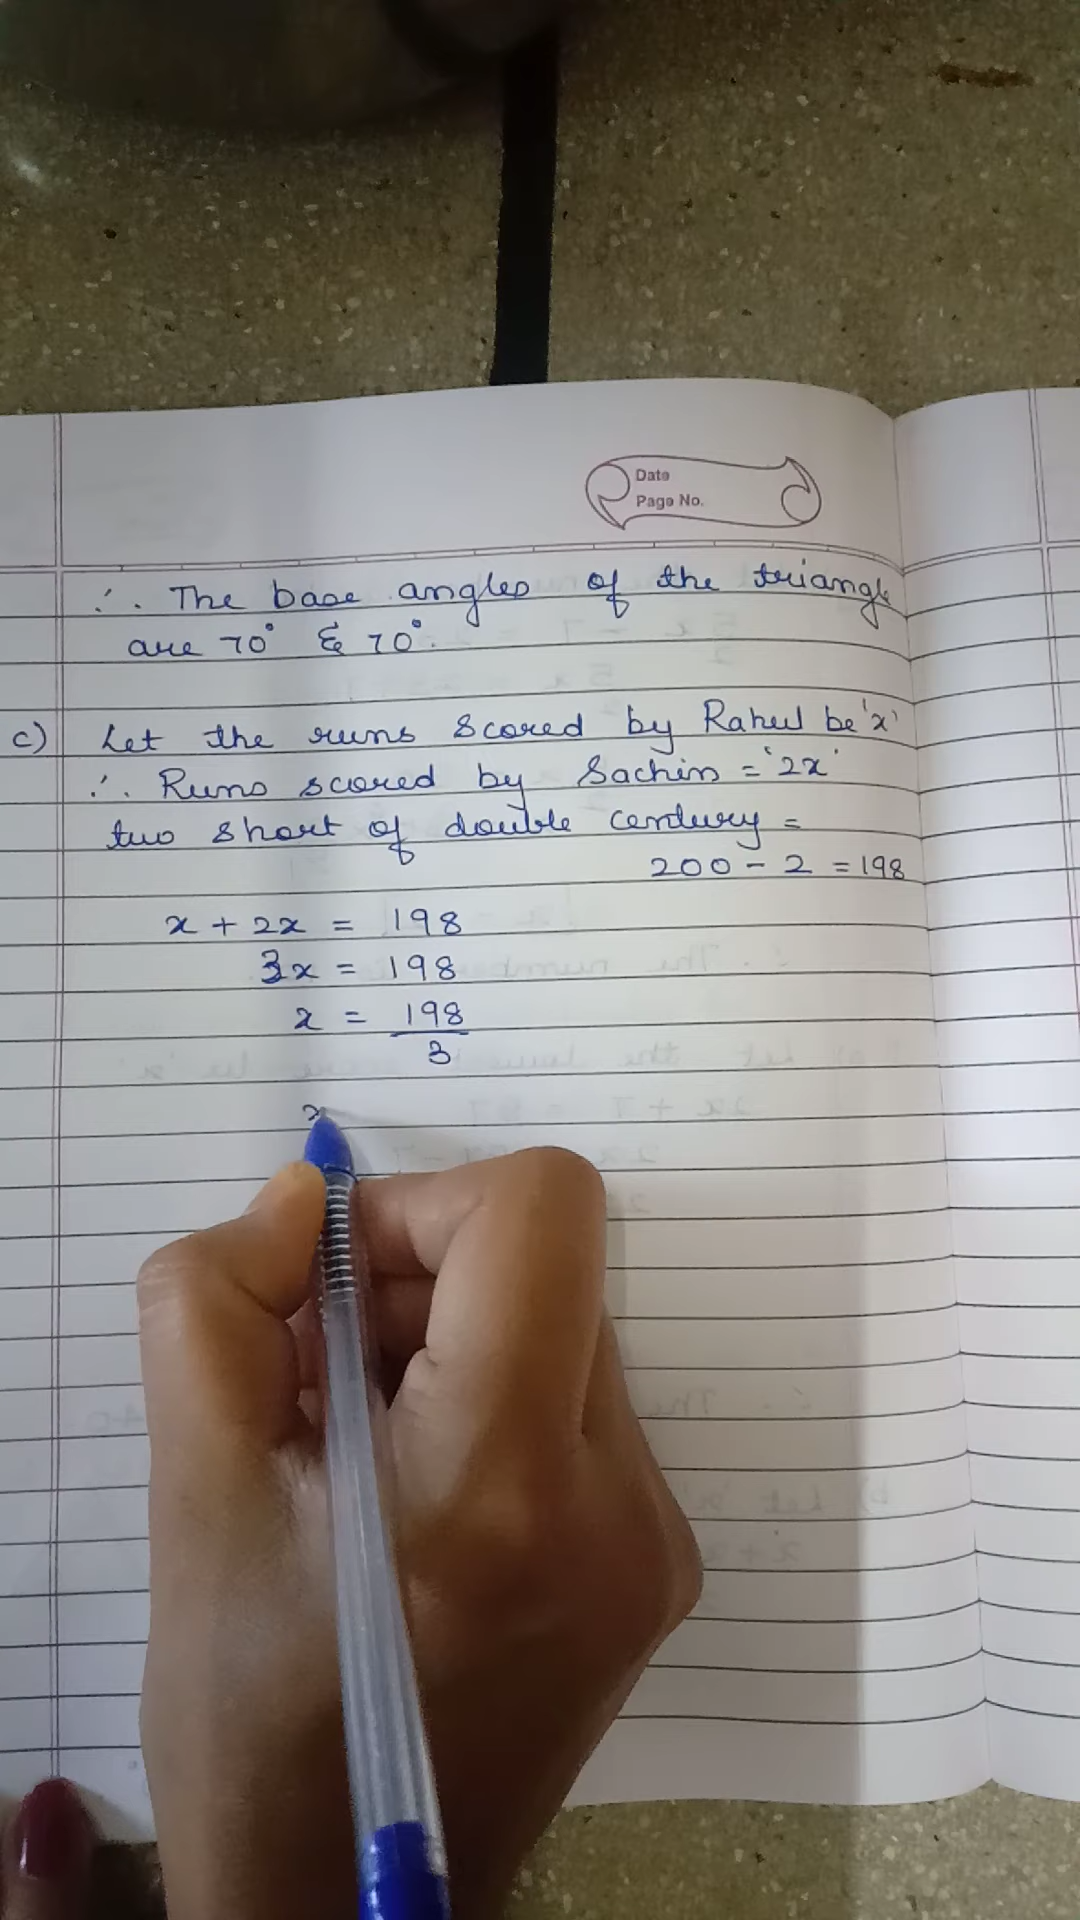 Date
Page No.
∴ The base angles of the triangle
are 70° & 70°.
c) Let the runs scored by Rahul be 'x'
∴ Runs scored by Sachin = '2x'
two short of double century =
200 - 2 = 198
x + 2x = 198
3x = 198
x = 198
3
x